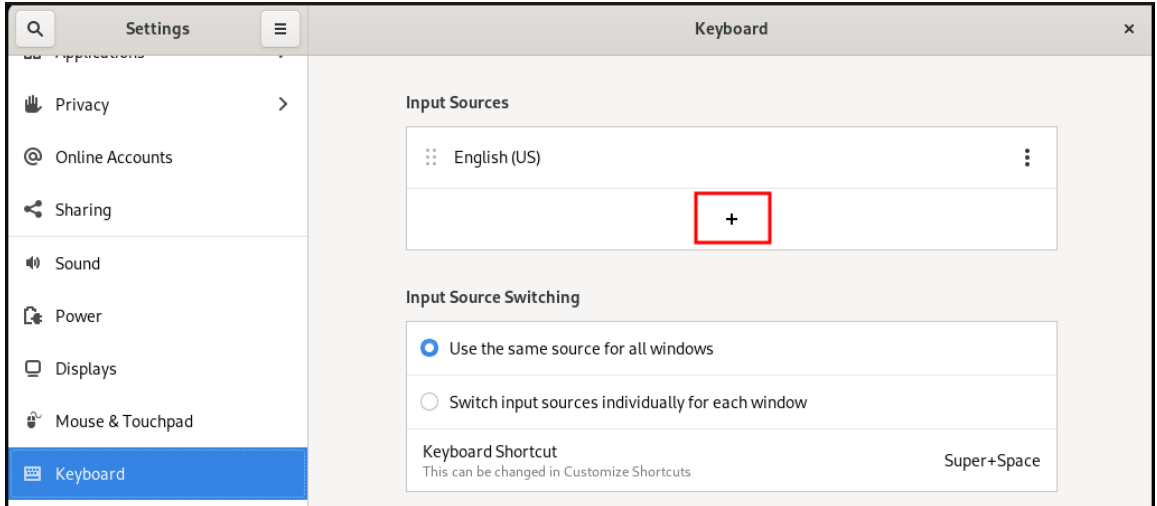 Settings
Keyboard
Applications
Privacy
Online Accounts
Sharing
Sound
Power
Displays
Mouse & Touchpad
Keyboard
Input Sources
English (US)
+
Input Source Switching
Use the same source for all windows
Switch input sources individually for each window
Keyboard Shortcut
This can be changed in Customize Shortcuts
Super+Space